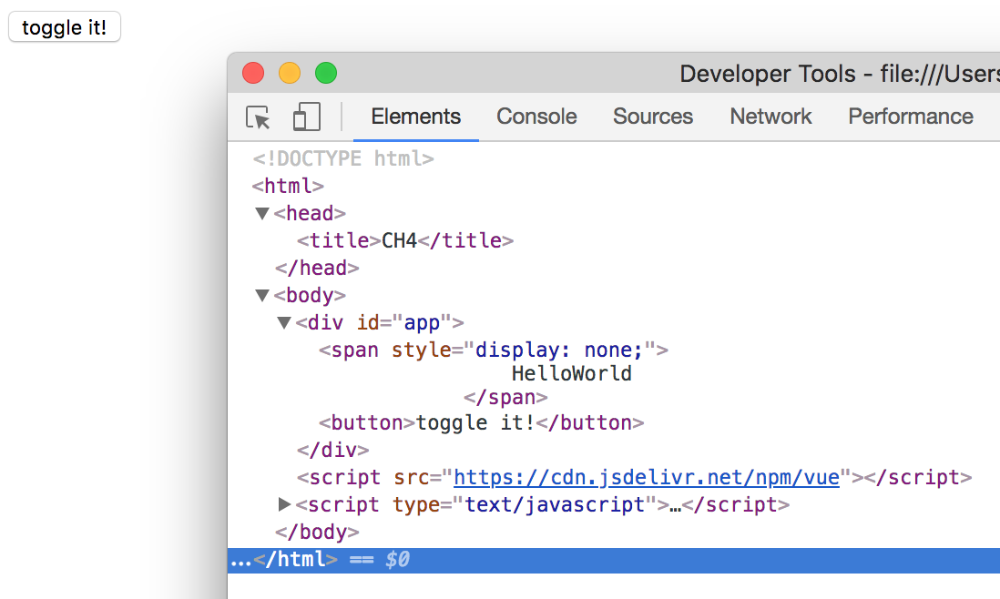 toggle it!
Developer Tools - file:///Users
Elements Console Sources Network Performance
<!DOCTYPE html>
<html>
<head>
<title>CH4</title>
</head>
<body>
<div id="app">
<span style="display: none;">
HelloWorld
</span>
<button>toggle it!</button>
</div>
<script src="https://cdn.jsdelivr.net/npm/vue"></script>
<script type="text/javascript">…</script>
</body>
...</html> == $0